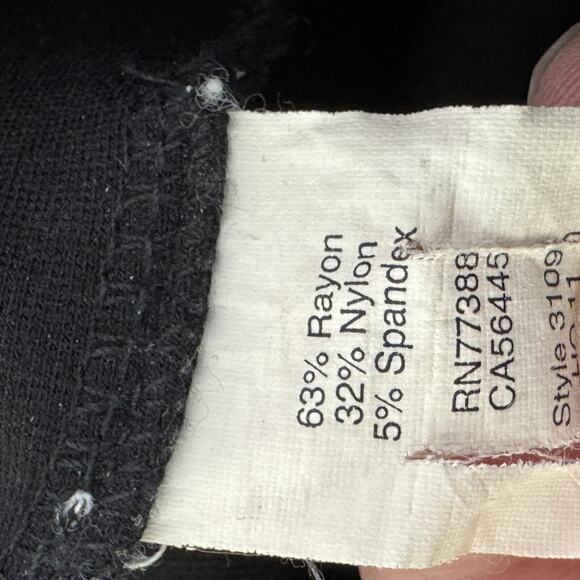 63% Rayon
32% Nylon
5% Spandex
RN77388
CA56445
Style 3109